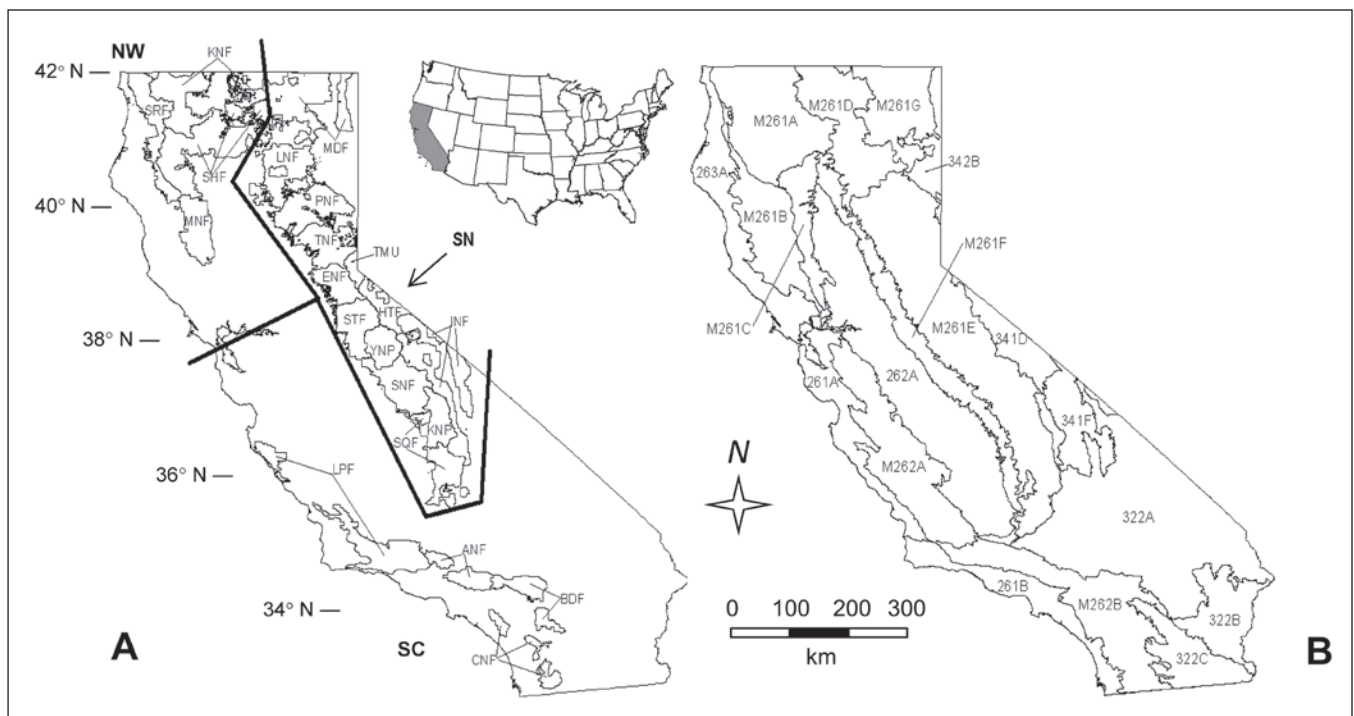 NW
KNF
42° N
SRF
MDF
LNF
SHF
40° N
PNF
MNF
TNF
TMU
SN
ENF
HTF
STF
INF
38° N
YNP
SNF
KNP
SQF
36° N
LPF
ANF
34° N
BDF
SC
CNF
A
M261D
M261G
M261A
342B
263A
M261B
M261F
M261C
M261E
341D
261A
262A
341F
M262A
N
322A
261B
M262B
322B
322C
0 100 200 300
km
B